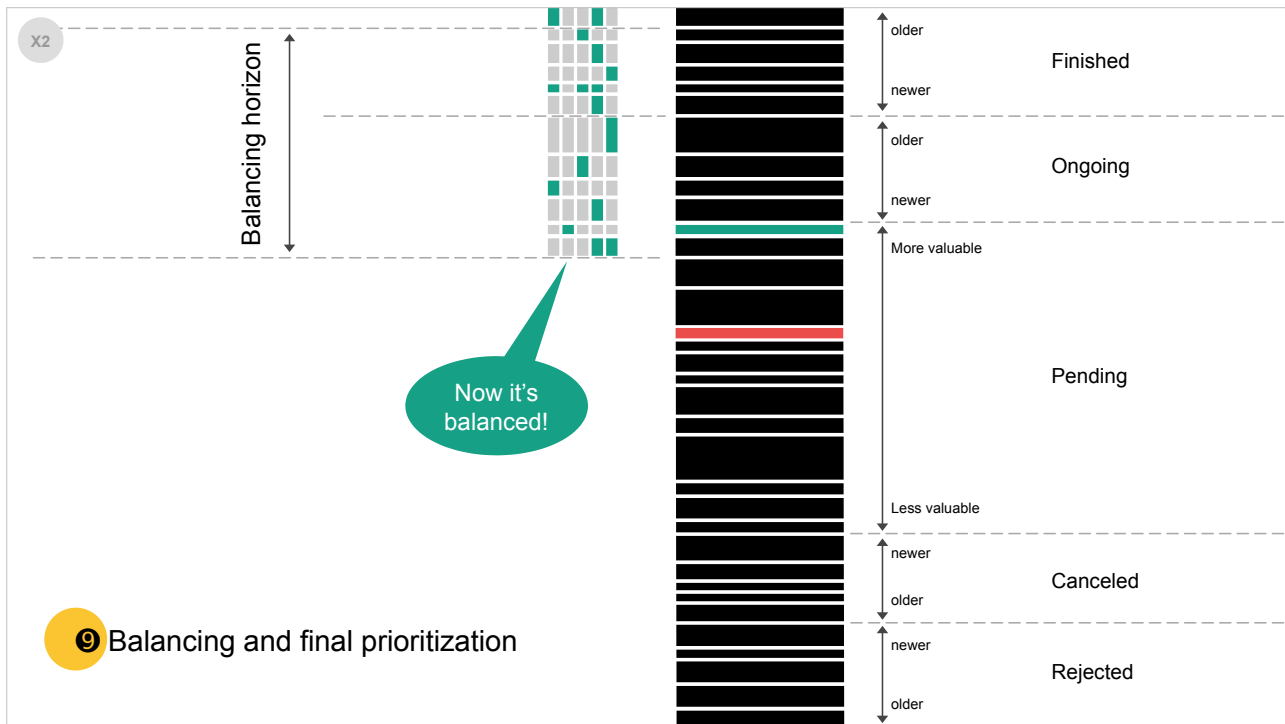 X2
Balancing horizon
older
newer
Finished
older
newer
Ongoing
More valuable
Less valuable
Pending
Now it's
balanced!
newer
older
Canceled
newer
older
Rejected
❾ Balancing and final prioritization